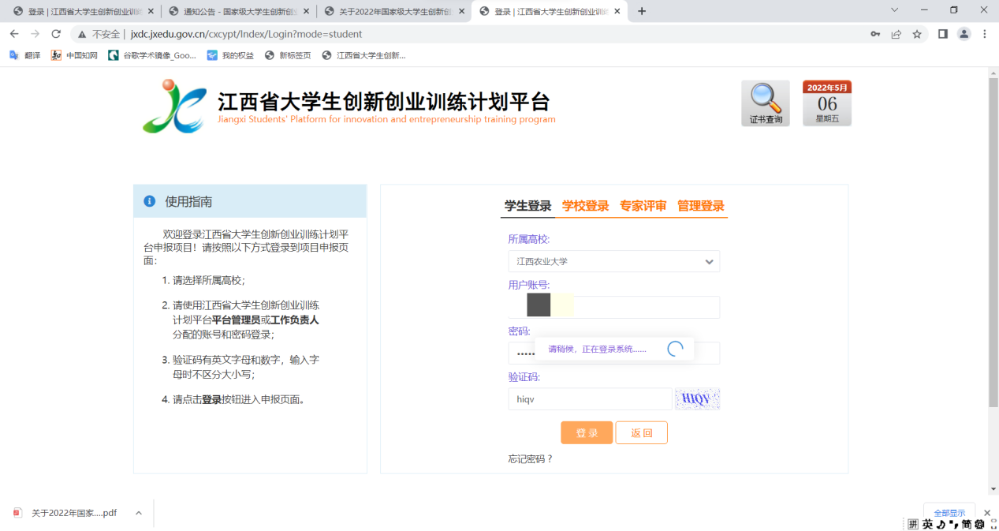 登录 | 江西省大学生创新创业训
通知公告 - 国家级大学生创新创
关于2022年国家级大学生创新创
登录 | 江西省大学生创新创业训
不安全 | jxdc.jxedu.gov.cn/cxcypt/Index/Login?mode=student
翻译 中国知网 谷歌学术镜像_Goo... 我的权益 新标签页 江西省大学生创新...
江西省大学生创新创业训练计划平台
Jiangxi Students' Platform for innovation and entrepreneurship training program
证书查询
2022年5月
06
星期五
使用指南
欢迎登录江西省大学生创新创业训练计划平
台申报项目！请按照以下方式登录到项目申报页
面：
1. 请选择所属高校；
2. 请使用江西省大学生创新创业训练
计划平台平台管理员或工作负责人
分配的账号和密码登录；
3. 验证码有英文字母和数字，输入字
母时不区分大小写；
4. 请点击登录按钮进入申报页面。
学生登录 学校登录 专家评审 管理登录
所属高校:
江西农业大学
用户账号:
密码:
•••••
请稍候，正在登录系统......
验证码:
hiqv HIQV
登 录 返 回
忘记密码？
关于2022年国家....pdf
全部显示
拼 英 简